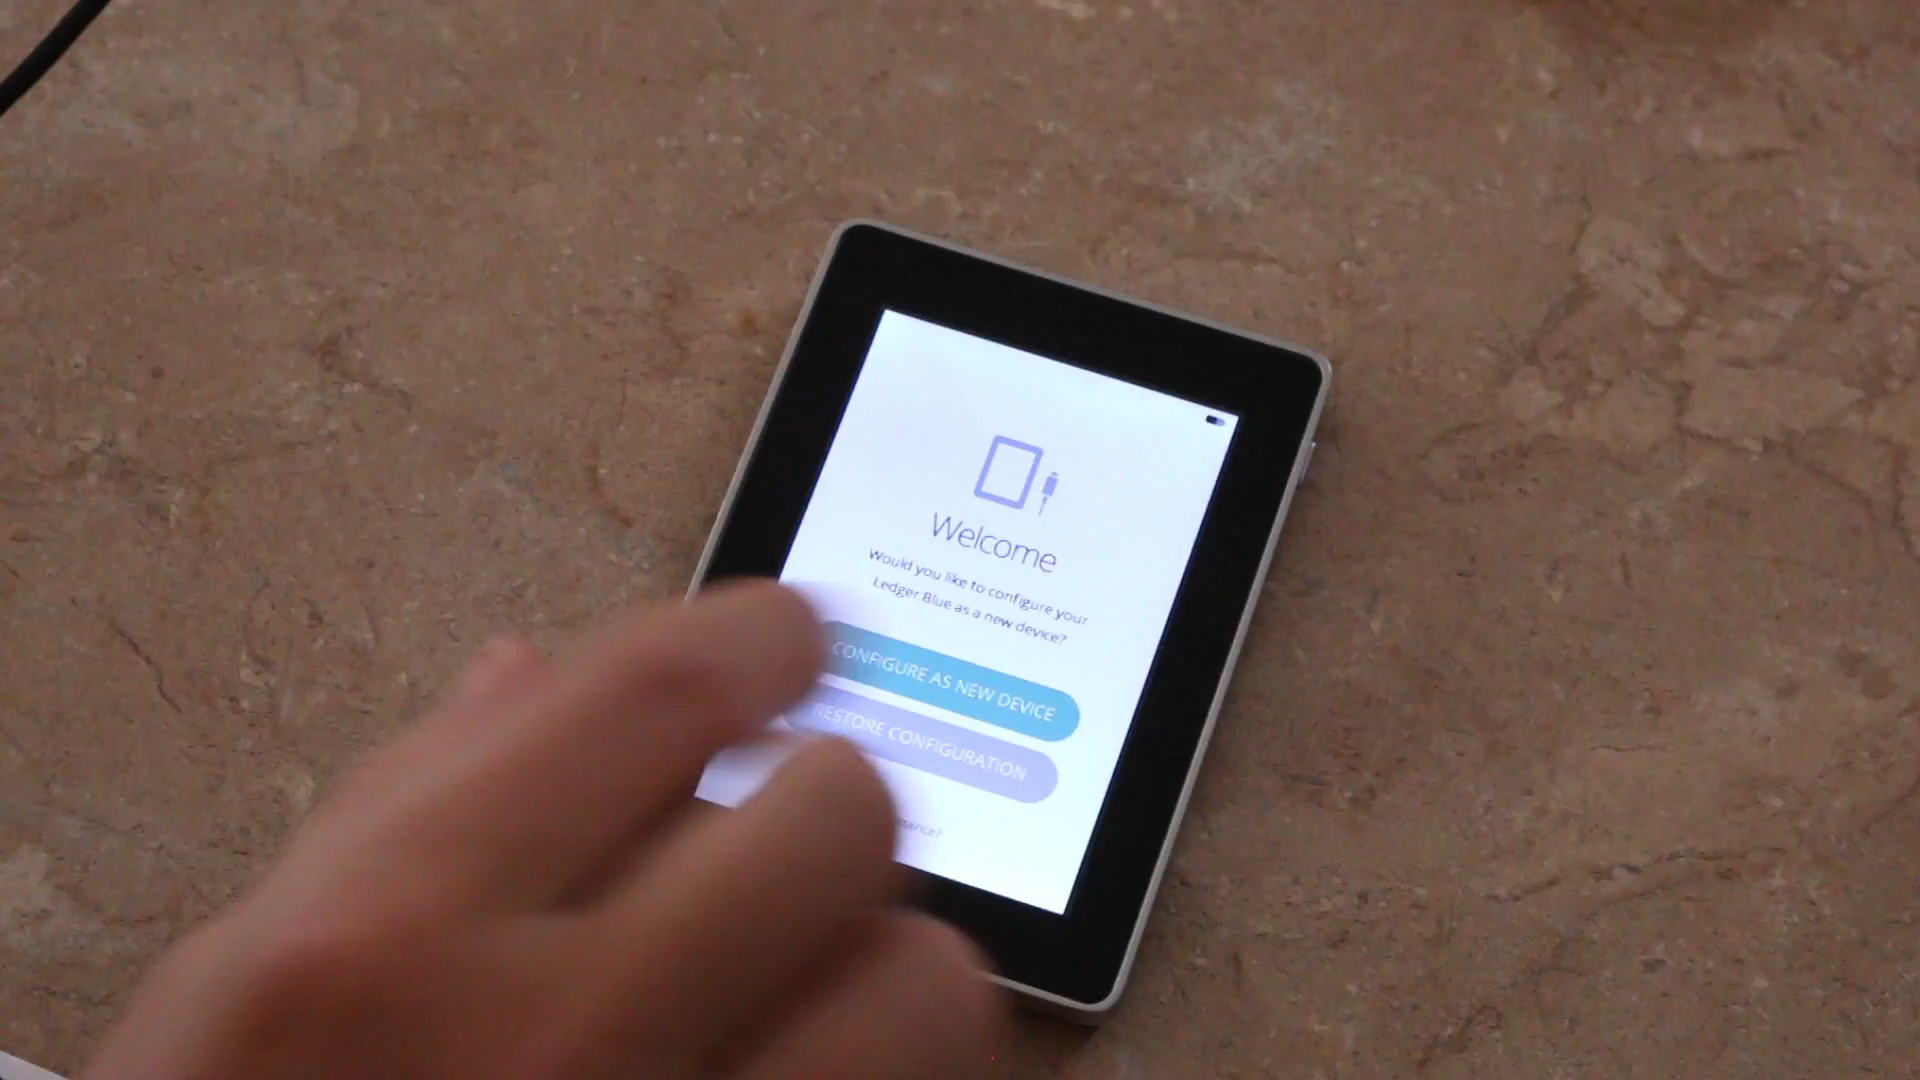 Welcome
Would you like to configure your
Ledger Blue as a new device?
CONFIGURE AS NEW DEVICE
RESTORE CONFIGURATION